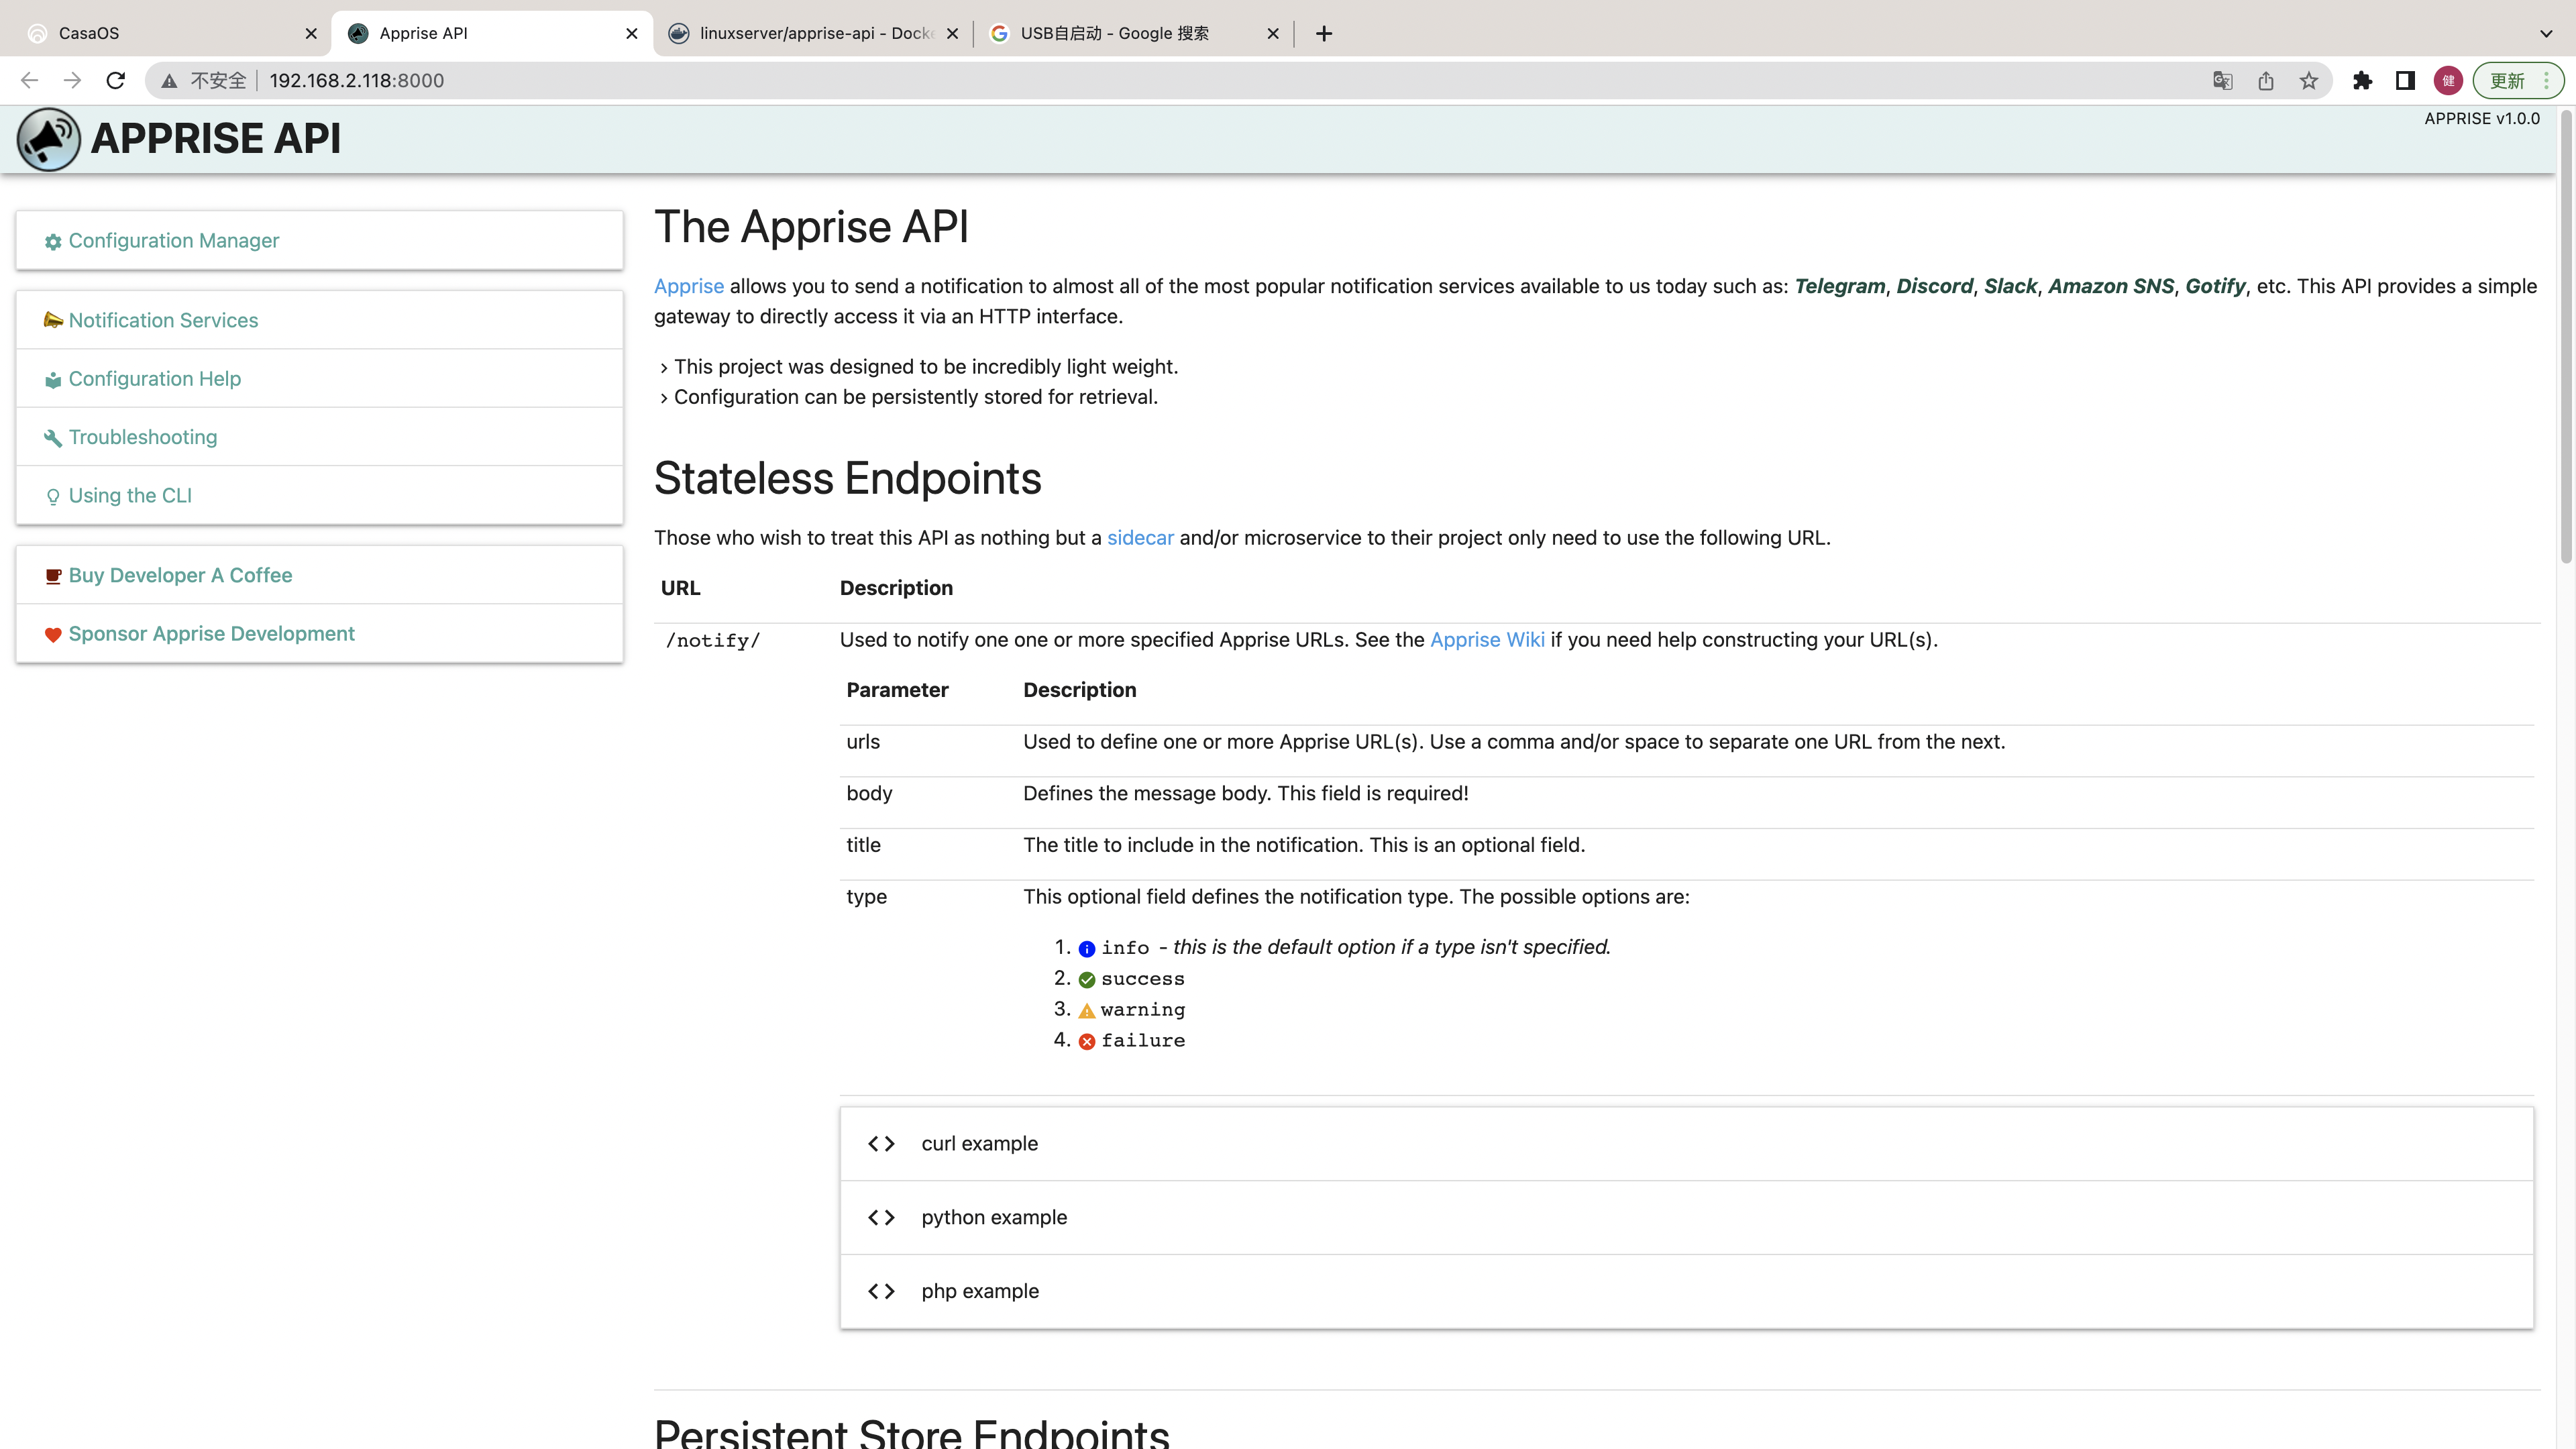 CasaOS
Apprise API
linuxserver/apprise-api - Docke
USB自启动 - Google 搜索
不安全
192.168.2.118:8000
健
更新
APPRISE API
APPRISE v1.0.0
Configuration Manager
Notification Services
Configuration Help
Troubleshooting
Using the CLI
Buy Developer A Coffee
Sponsor Apprise Development
The Apprise API
Apprise allows you to send a notification to almost all of the most popular notification services available to us today such as: Telegram, Discord, Slack, Amazon SNS, Gotify, etc. This API provides a simple
gateway to directly access it via an HTTP interface.
› This project was designed to be incredibly light weight.
› Configuration can be persistently stored for retrieval.
Stateless Endpoints
Those who wish to treat this API as nothing but a sidecar and/or microservice to their project only need to use the following URL.
URL Description
/notify/ Used to notify one one or more specified Apprise URLs. See the Apprise Wiki if you need help constructing your URL(s).
Parameter Description
urls Used to define one or more Apprise URL(s). Use a comma and/or space to separate one URL from the next.
body Defines the message body. This field is required!
title The title to include in the notification. This is an optional field.
type This optional field defines the notification type. The possible options are:
1. info - this is the default option if a type isn't specified.
2. success
3. warning
4. failure
<> curl example
<> python example
<> php example
Persistent Store Endpoints